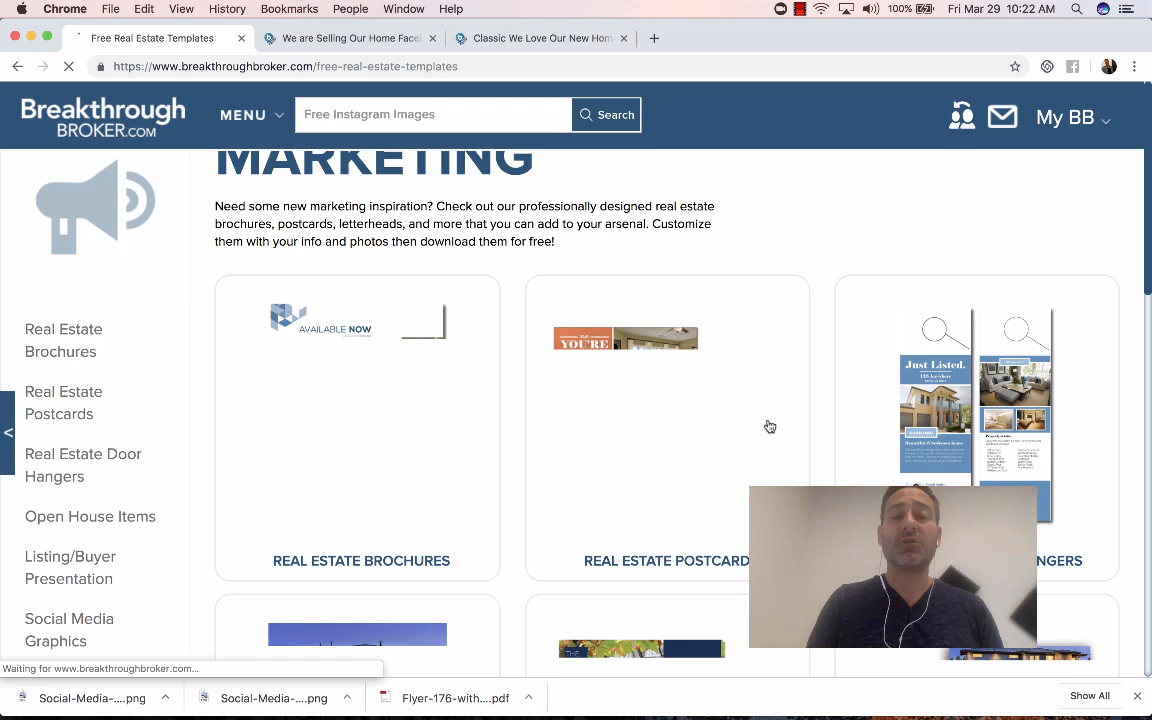 Chrome File Edit View History Bookmarks People Window Help 100% Fri Mar 29 10:22 AM
Free Real Estate Templates We are Selling Our Home Face Classic We Love Our New Hom
https://www.breakthroughbroker.com/free-real-estate-templates
Breakthrough
BROKER.COM
MENU
Free Instagram Images
Search
My BB
MARKETING
Need some new marketing inspiration? Check out our professionally designed real estate
brochures, postcards, letterheads, and more that you can add to your arsenal. Customize
them with your info and photos then download them for free!
Real Estate
Brochures
Real Estate
Postcards
Real Estate Door
Hangers
Open House Items
Listing/Buyer
Presentation
Social Media
Graphics
<
AVAILABLE NOW
YOU'RE
Just Listed.
REAL ESTATE BROCHURES
REAL ESTATE POSTCARD
NGERS
THE
Waiting for www.breakthroughbroker.com...
Social-Media-....png Social-Media-....png Flyer-176-with....pdf Show All